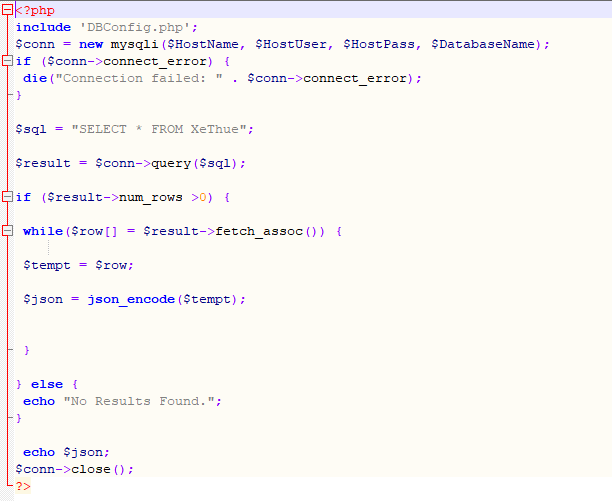 <?php
include 'DBConfig.php';
$conn = new mysqli($HostName, $HostUser, $HostPass, $DatabaseName);
if ($conn->connect_error) {
 die("Connection failed: " . $conn->connect_error);
}
$sql = "SELECT * FROM XeThue";
$result = $conn->query($sql);
if ($result->num_rows >0) {
 while($row[] = $result->fetch_assoc()) {
 $tempt = $row;
 $json = json_encode($tempt);
 }
} else {
 echo "No Results Found.";
}
 echo $json;
$conn->close();
?>